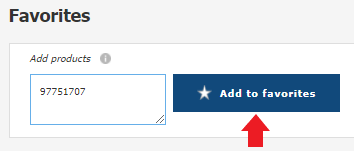 Favorites
Add products
97751707
Add to favorites